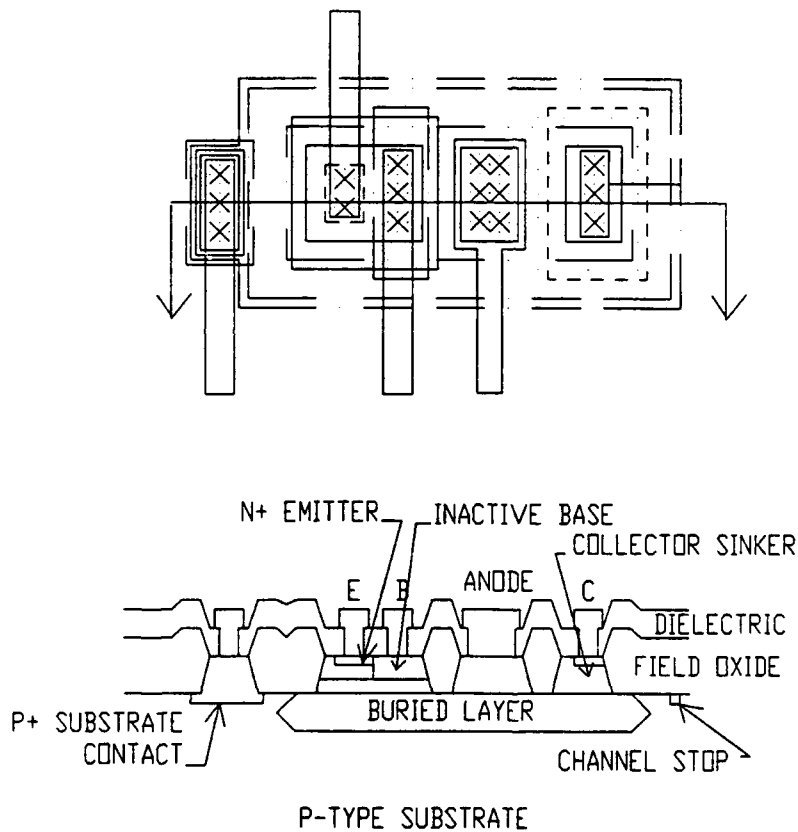 N+ EMITTER
INACTIVE BASE
COLLECTOR SINKER
E
B
ANODE
C
DIELECTRIC
FIELD OXIDE
P+ SUBSTRATE
CONTACT
BURIED LAYER
CHANNEL STOP
P-TYPE SUBSTRATE